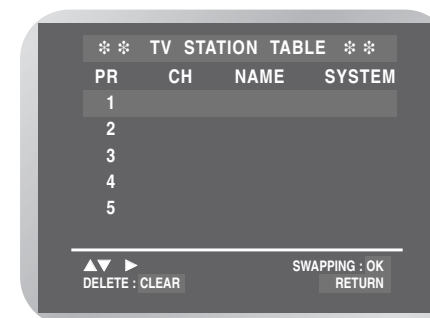 ❇❇ TV STATION TABLE ❇❇
PR CH NAME SYSTEM
1
2
3
4
5
▲▼ ► SWAPPING : OK
DELETE : CLEAR RETURN